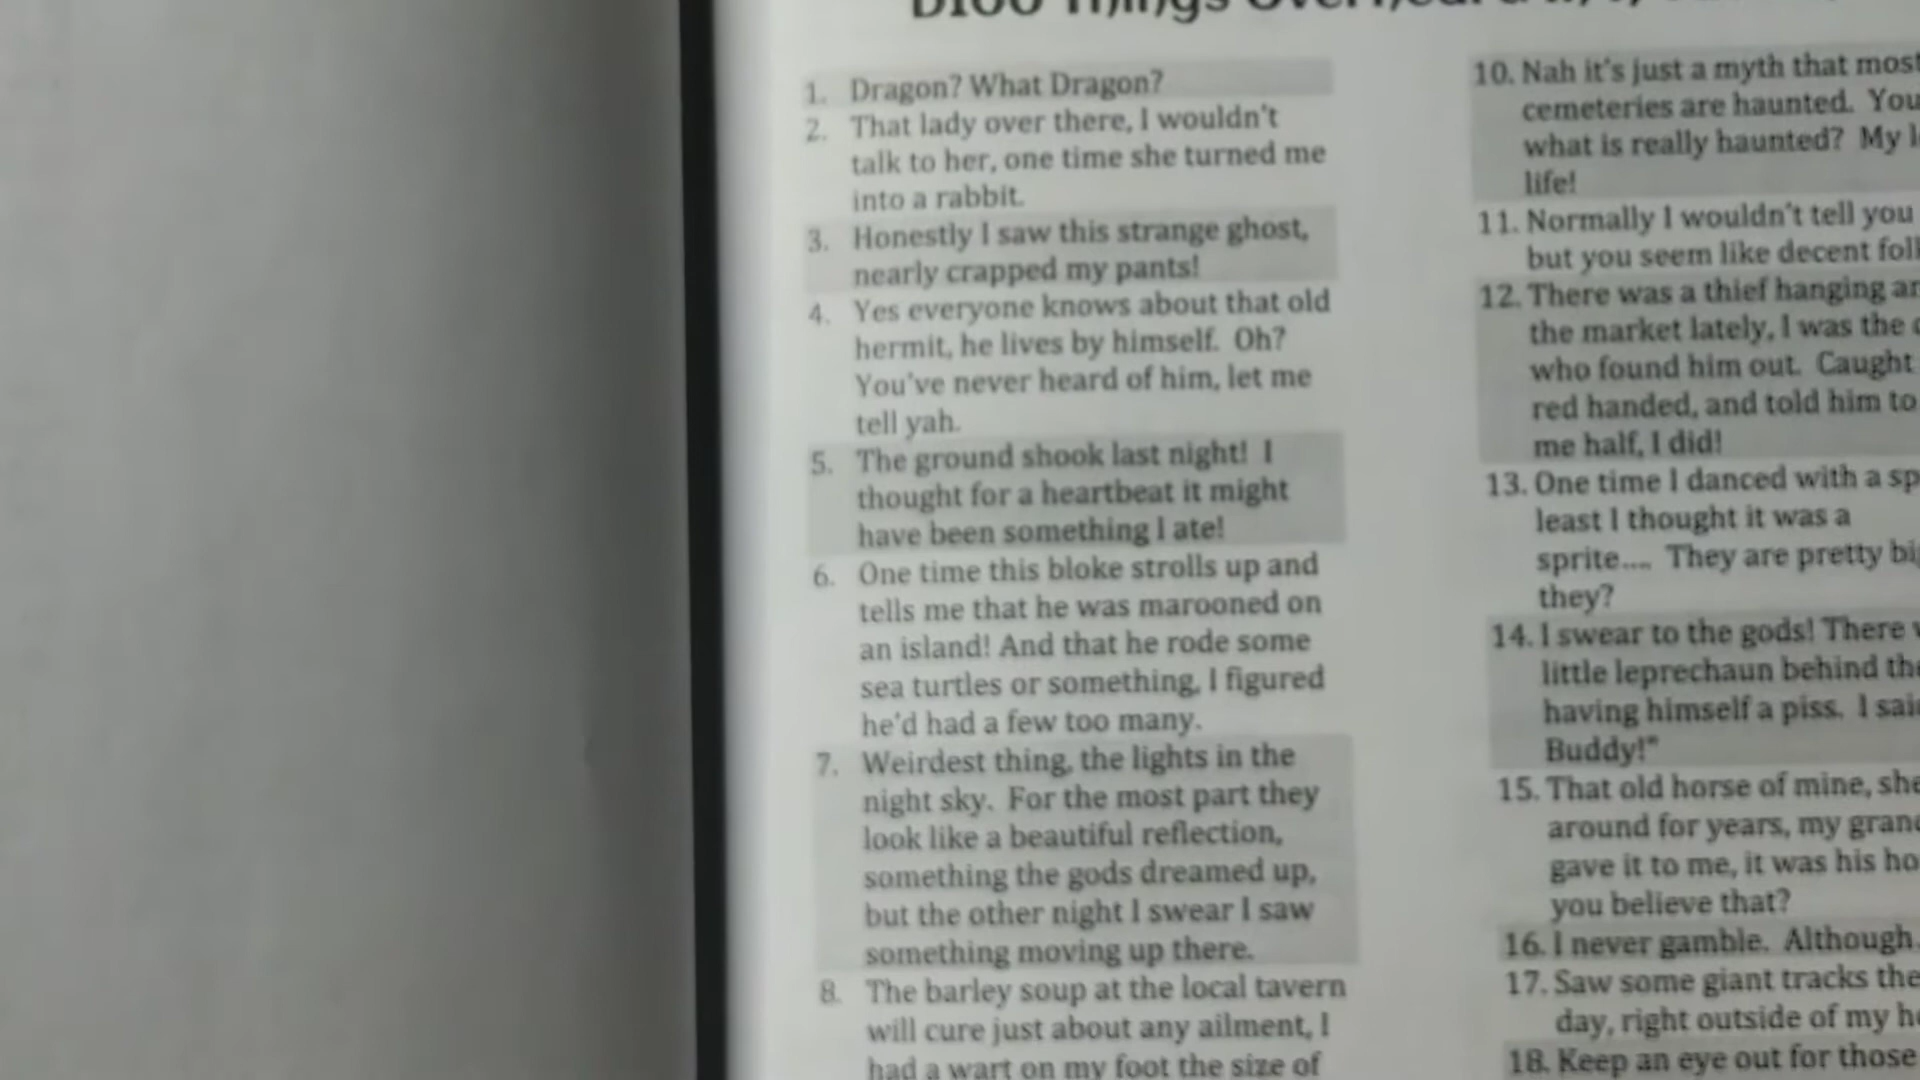 D100 Things Overheard
1. Dragon? What Dragon?
2. That lady over there, I wouldn't
talk to her, one time she turned me
into a rabbit.
3. Honestly I saw this strange ghost,
nearly crapped my pants!
4. Yes everyone knows about that old
hermit, he lives by himself. Oh?
You've never heard of him, let me
tell yah.
5. The ground shook last night! I
thought for a heartbeat it might
have been something I ate!
6. One time this bloke strolls up and
tells me that he was marooned on
an island! And that he rode some
sea turtles or something, I figured
he'd had a few too many.
7. Weirdest thing, the lights in the
night sky. For the most part they
look like a beautiful reflection,
something the gods dreamed up,
but the other night I swear I saw
something moving up there.
8. The barley soup at the local tavern
will cure just about any ailment, I
had a wart on my foot the size of
10. Nah it's just a myth that most
cemeteries are haunted. You
what is really haunted? My
life!
11. Normally I wouldn't tell you
but you seem like decent
12. There was a thief hanging
the market lately, I was the
who found him out. Caught
red handed, and told him to
me half, I did!
13. One time I danced with a
least I thought it was a
sprite.... They are pretty
they?
14. I swear to the gods! There
little leprechaun behind
having himself a piss. I
Buddy!"
15. That old horse of mine,
around for years, my
gave it to me, it was his
you believe that?
16. I never gamble. Although
17. Saw some giant tracks
day, right outside of my
18. Keep an eye out for those